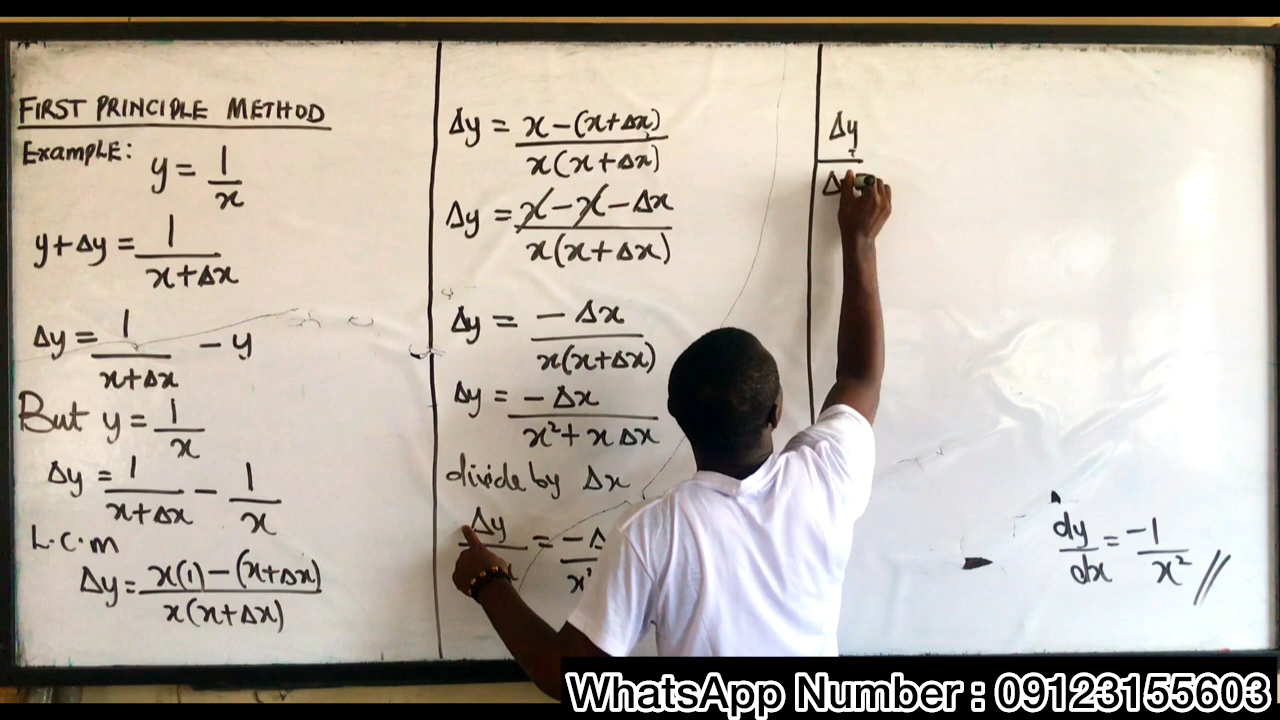 FIRST PRINCIPLE METHOD
Example: y = 1/x
y+Δy = 1/(x+Δx)
Δy = 1/(x+Δx) - y
But y = 1/x
Δy = 1/(x+Δx) - 1/x
L.C.M
Δy = (x(1) - (x+Δx))/(x(x+Δx))
Δy = (x-(x+Δx))/(x(x+Δx))
Δy = (x-x-Δx)/(x(x+Δx))
Δy = -Δx/(x(x+Δx))
Δy = -Δx/(x²+xΔx)
divide by Δx
Δy
= -Δ
x²
Δy
Δ
dy/dx = -1/x² //
WhatsApp Number : 09123155603